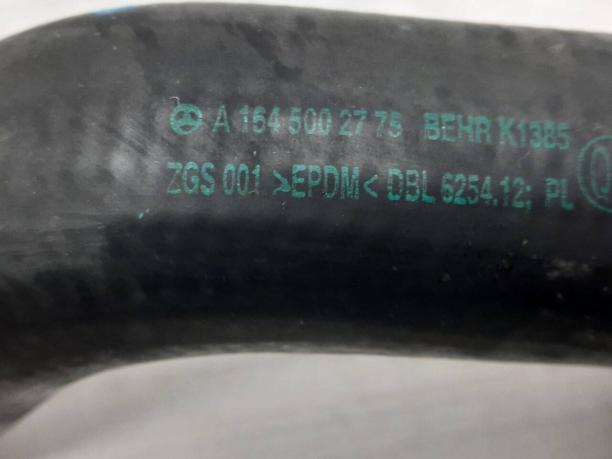 A 164 500 27 75 BEHR K1385
ZGS 001 >EPDM< DBL 6254.12; PL